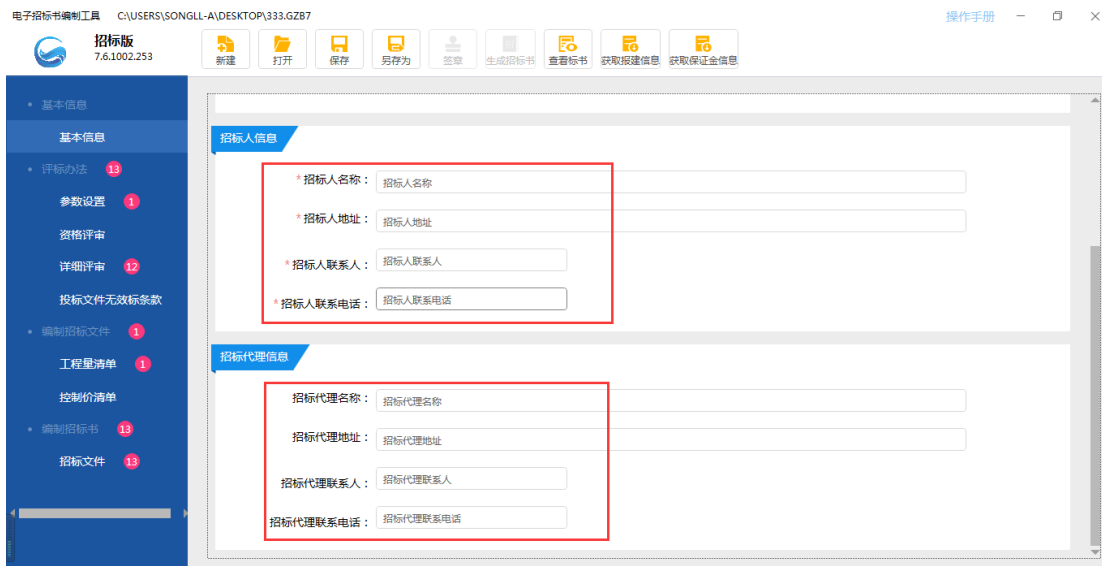 电子招标书编制工具 C:\USERS\SONGLL-A\DESKTOP\333.GZB7 操作手册
招标版
7.6.1002.253
新建 打开 保存 另存为 签章 生成招标书 查看标书 获取报建信息 获取保证金信息
基本信息
基本信息
评标办法 13
参数设置 1
资格评审
详细评审 12
投标文件无效标条款
编制招标文件 1
工程量清单 1
控制价清单
编制招标书 13
招标文件 13
招标人信息
*招标人名称： 招标人名称
*招标人地址： 招标人地址
*招标人联系人： 招标人联系人
*招标人联系电话： 招标人联系电话
招标代理信息
招标代理名称： 招标代理名称
招标代理地址： 招标代理地址
招标代理联系人： 招标代理联系人
招标代理联系电话： 招标代理联系电话